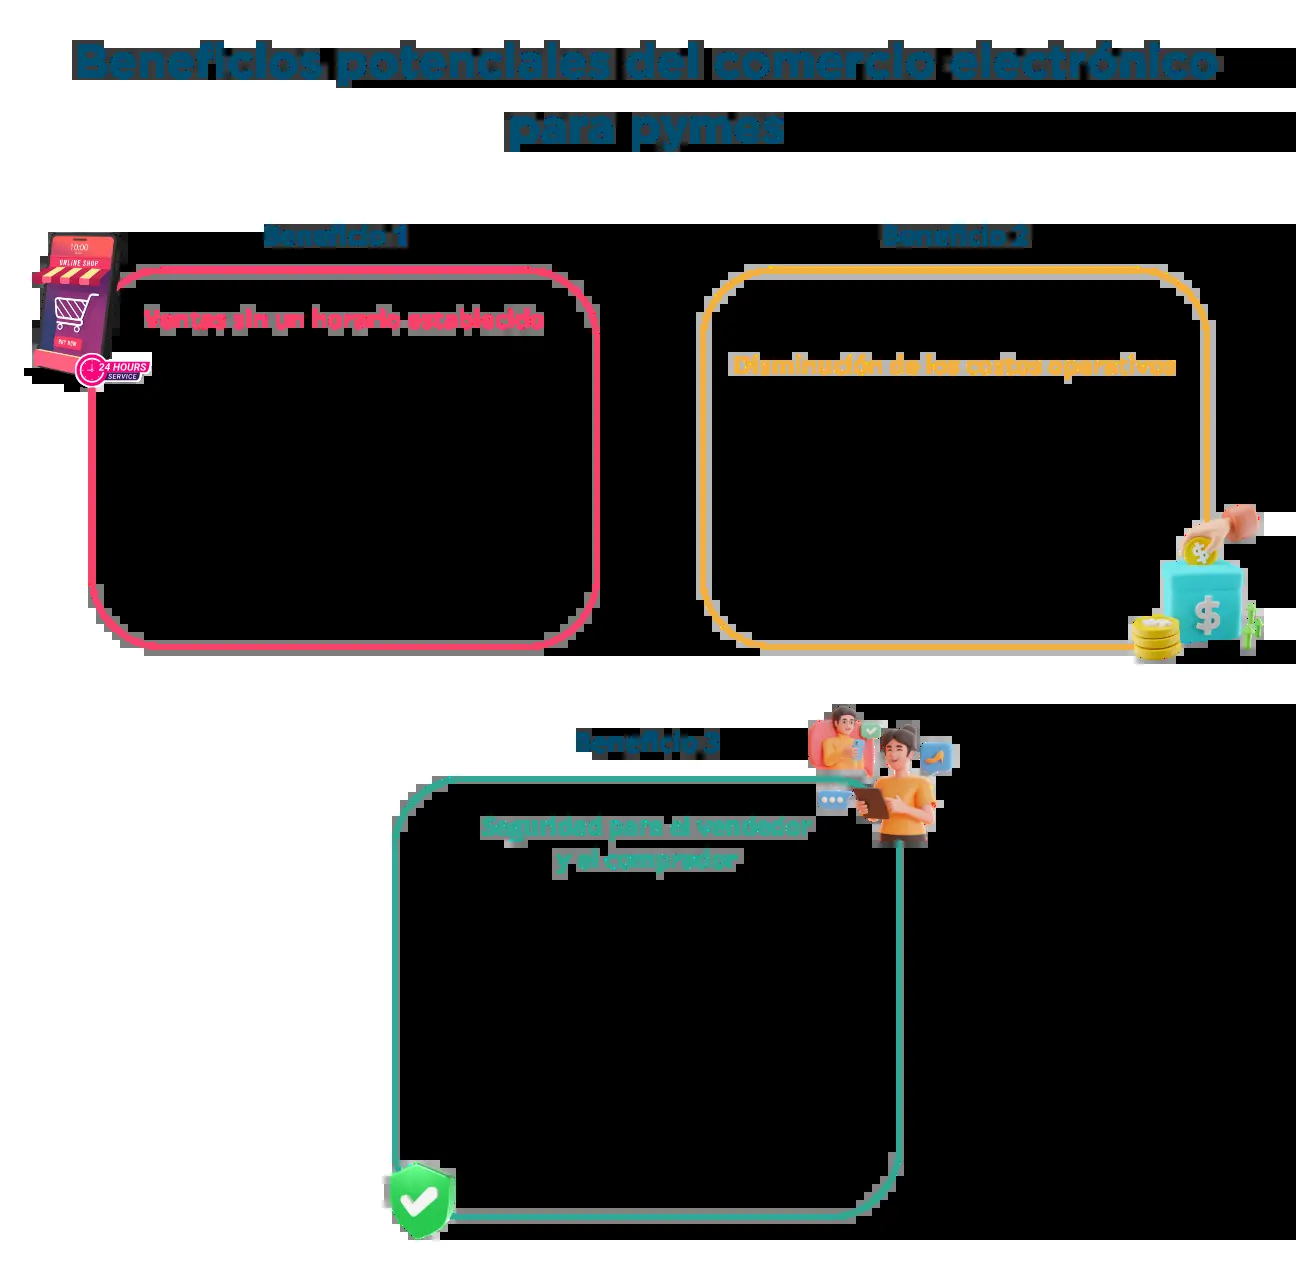 Beneficios potenciales del comercio electrónico
para pymes
Beneficio 1
10:00
ONLINE SHOP
BUY NOW
24 HOURS
SERVICE
Ventas sin un horario establecido
Beneficio 2
Disminución de los costos operativos
$
$
Beneficio 3
Seguridad para el vendedor
y el comprador